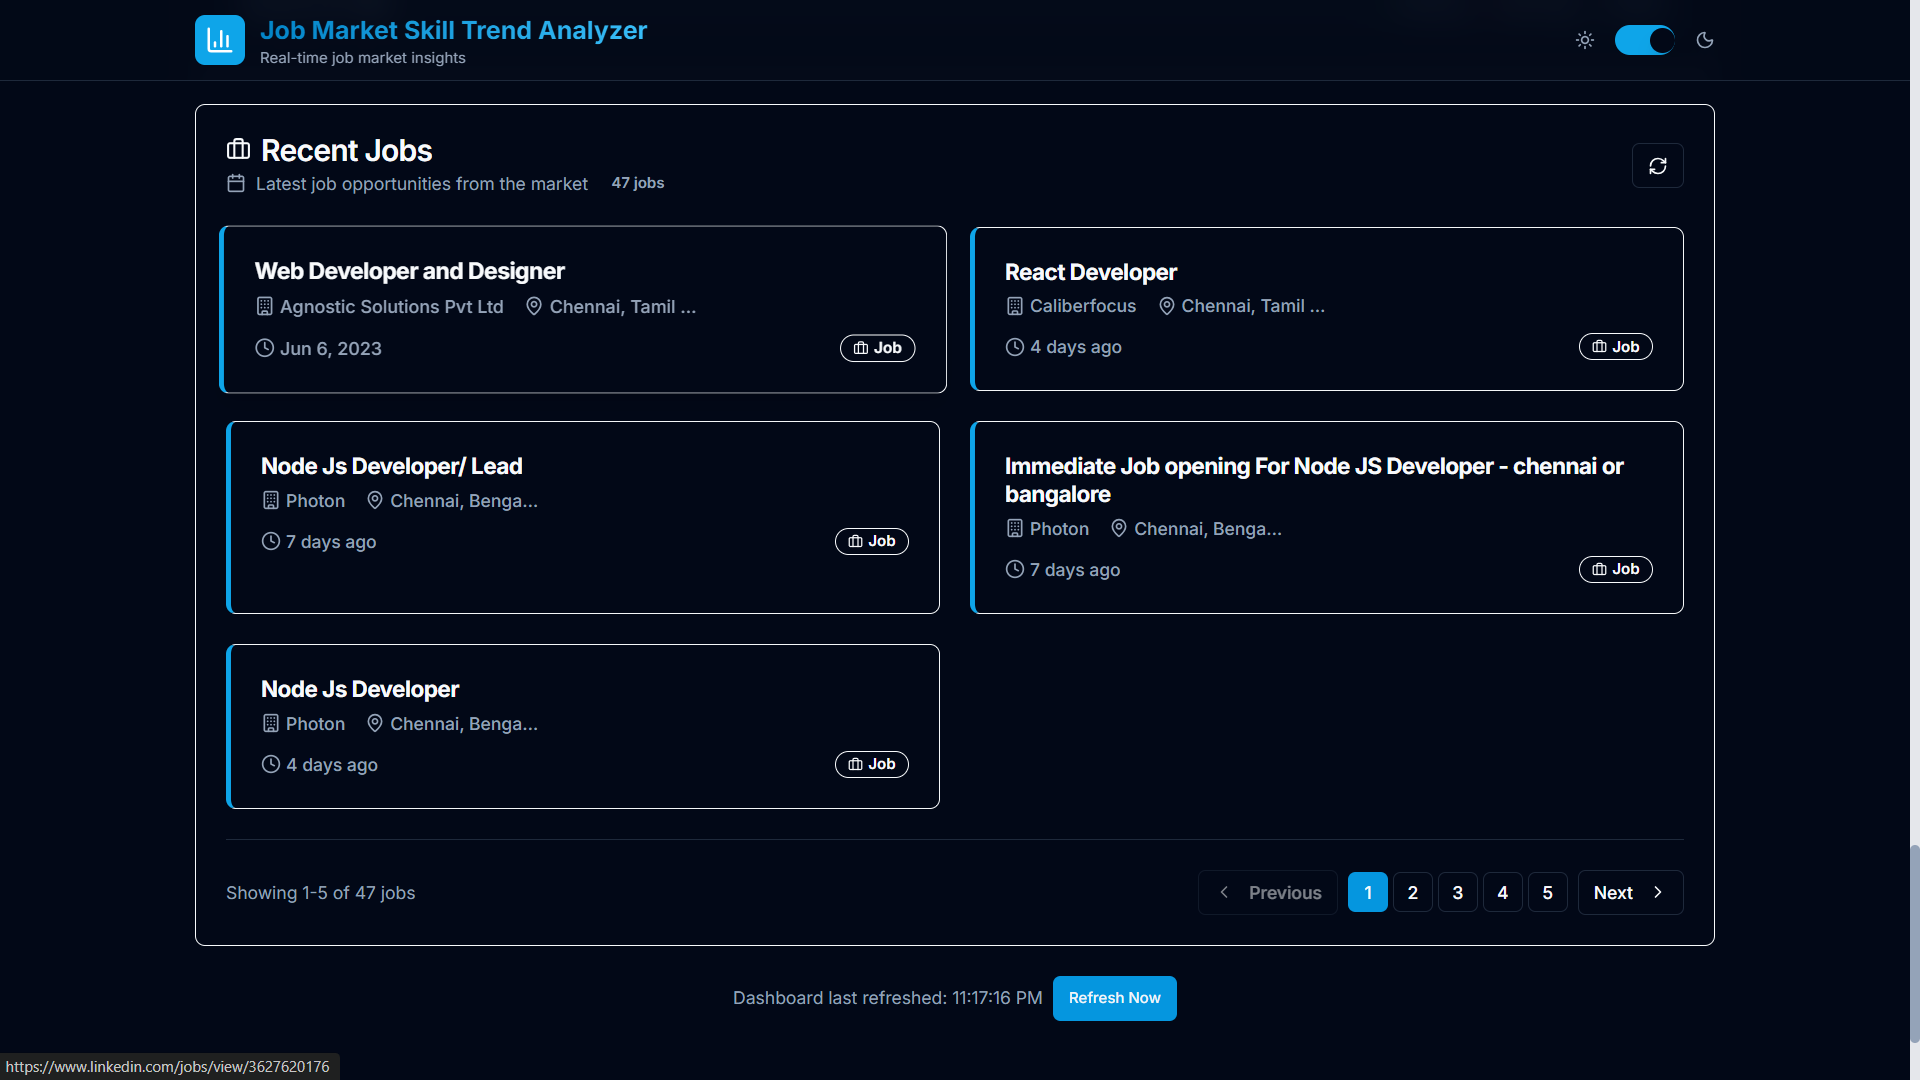 Job Market Skill Trend Analyzer
Real-time job market insights
Recent Jobs
Latest job opportunities from the market 47 jobs
Web Developer and Designer
Agnostic Solutions Pvt Ltd Chennai, Tamil ...
Jun 6, 2023 Job
React Developer
Caliberfocus Chennai, Tamil ...
4 days ago Job
Node Js Developer/ Lead
Photon Chennai, Benga...
7 days ago Job
Immediate Job opening For Node JS Developer - chennai or
bangalore
Photon Chennai, Benga...
7 days ago Job
Node Js Developer
Photon Chennai, Benga...
4 days ago Job
Showing 1-5 of 47 jobs Previous 1 2 3 4 5 Next
Dashboard last refreshed: 11:17:16 PM Refresh Now
https://www.linkedin.com/jobs/view/3627620176